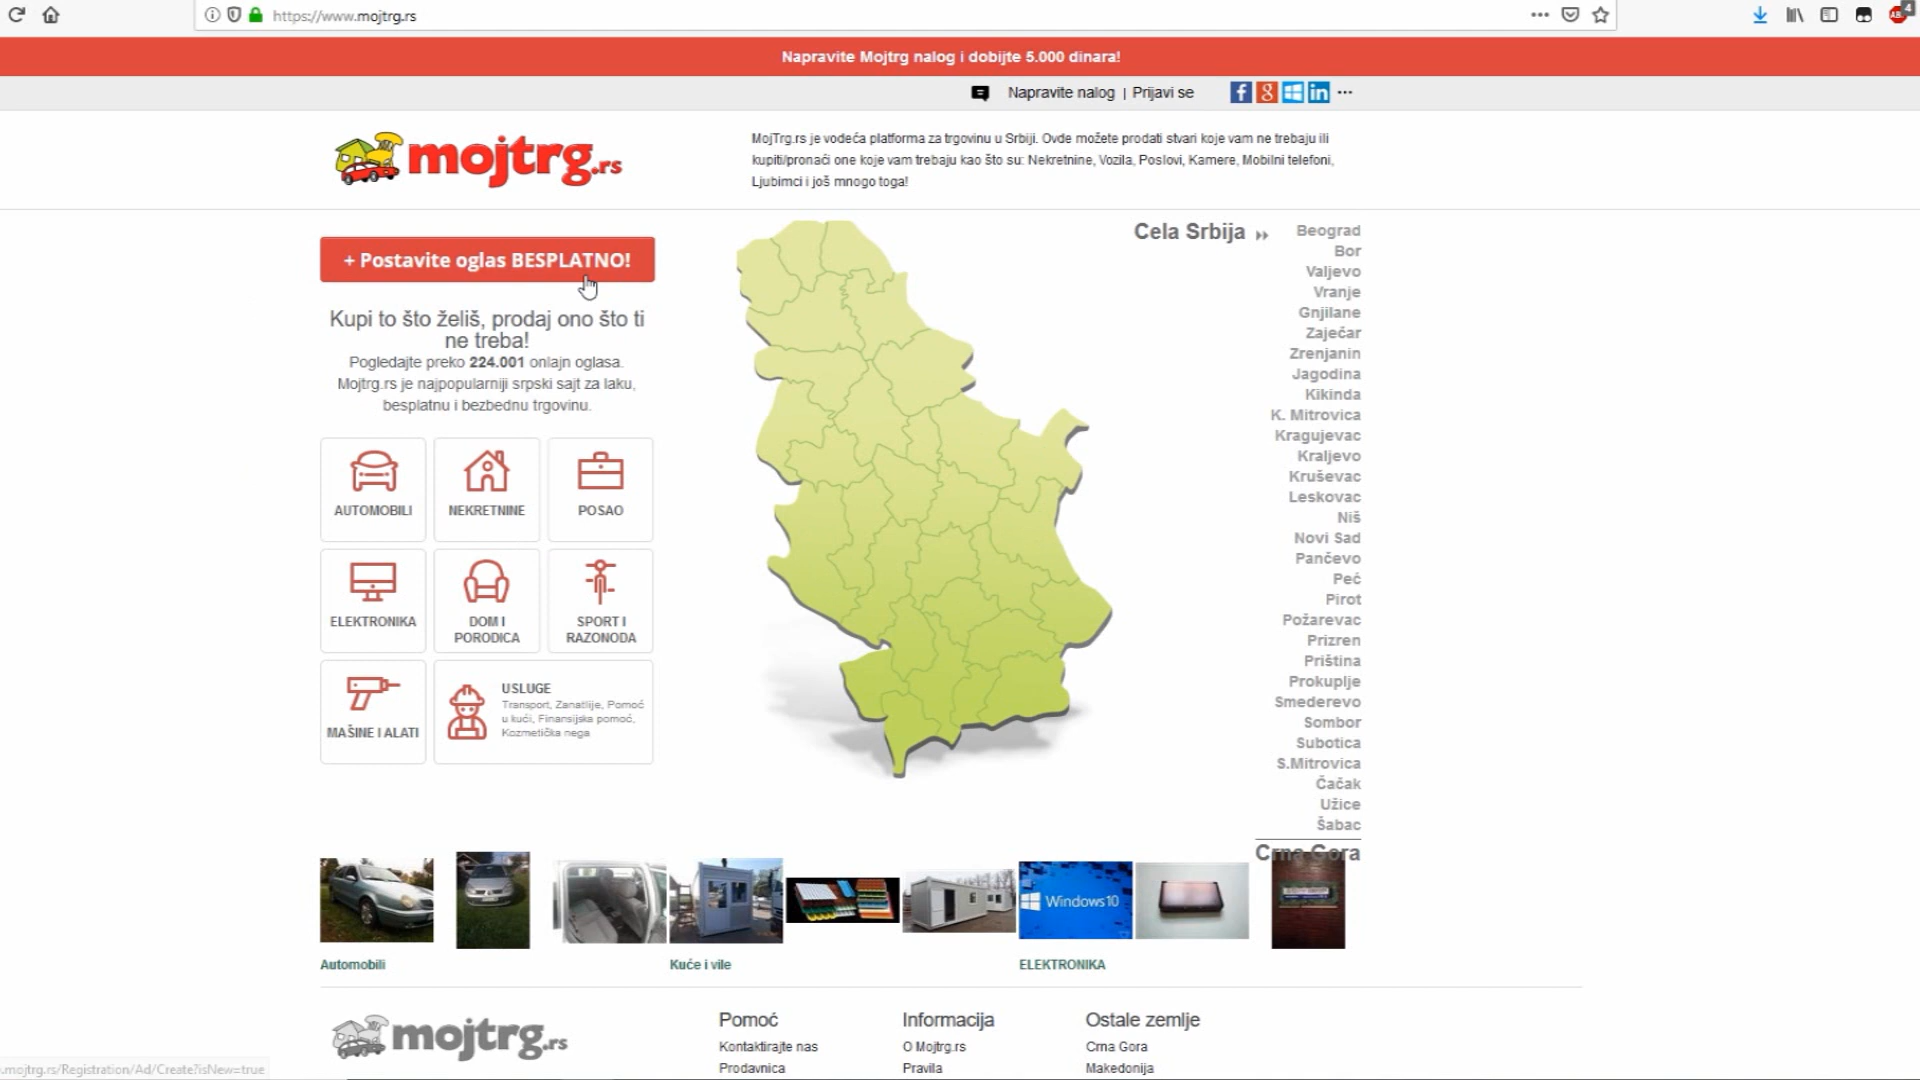 https://www.mojtrg.rs
4
Napravite Mojtrg nalog i dobijte 5.000 dinara!
Napravite nalog | Prijavi se
mojtrg.rs
MojTrg.rs je vodeća platforma za trgovinu u Srbiji. Ovde možete prodati stvari koje vam ne trebaju ili
kupiti/pronaći one koje vam trebaju kao što su: Nekretnine, Vozila, Poslovi, Kamere, Mobilni telefoni,
Ljubimci i još mnogo toga!
+ Postavite oglas BESPLATNO!
Kupi to što želiš, prodaj ono što ti
ne treba!
Pogledajte preko 224.001 onlajn oglasa.
Mojtrg.rs je najpopularniji srpski sajt za laku,
besplatnu i bezbednu trgovinu.
AUTOMOBILI
NEKRETNINE
POSAO
ELEKTRONIKA
DOM I
PORODICA
SPORT I
RAZONODA
MAŠINE I ALATI
USLUGE
Transport, Zanatlije, Pomoć
u kući, Finansijska pomoć,
Kozmetička nega
Cela Srbija
Beograd
Bor
Valjevo
Vranje
Gnjilane
Zaječar
Zrenjanin
Jagodina
Kikinda
K. Mitrovica
Kragujevac
Kraljevo
Kruševac
Leskovac
Niš
Novi Sad
Pančevo
Peć
Pirot
Požarevac
Prizren
Priština
Prokuplje
Smederevo
Sombor
Subotica
S.Mitrovica
Čačak
Užice
Šabac
Crna Gora
Windows 10
Automobili
Kuće i vile
ELEKTRONIKA
mojtrg.rs
Pomoć
Kontaktirajte nas
Prodavnica
Informacija
O Mojtrg.rs
Pravila
Ostale zemlje
Crna Gora
Makedonija
.mojtrg.rs/Registration/Ad/Create?isNew=true